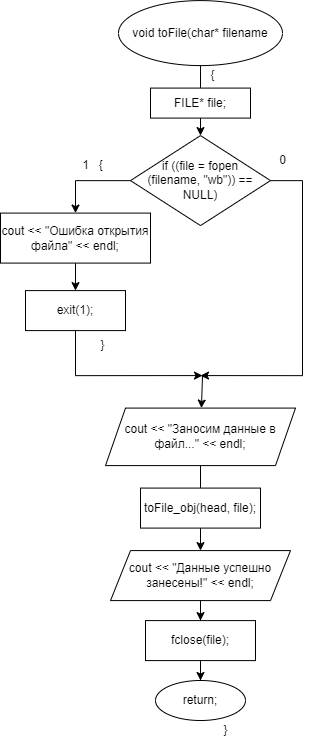 void toFile(char* filename
{
FILE* file;
if ((file = fopen
(filename, "wb")) ==
NULL)
1 {
0
cout << "Ошибка открытия
файла" << endl;
exit(1);
}
cout << "Заносим данные в
файл..." << endl;
toFile_obj(head, file);
cout << "Данные успешно
занесены!" << endl;
fclose(file);
return;
}